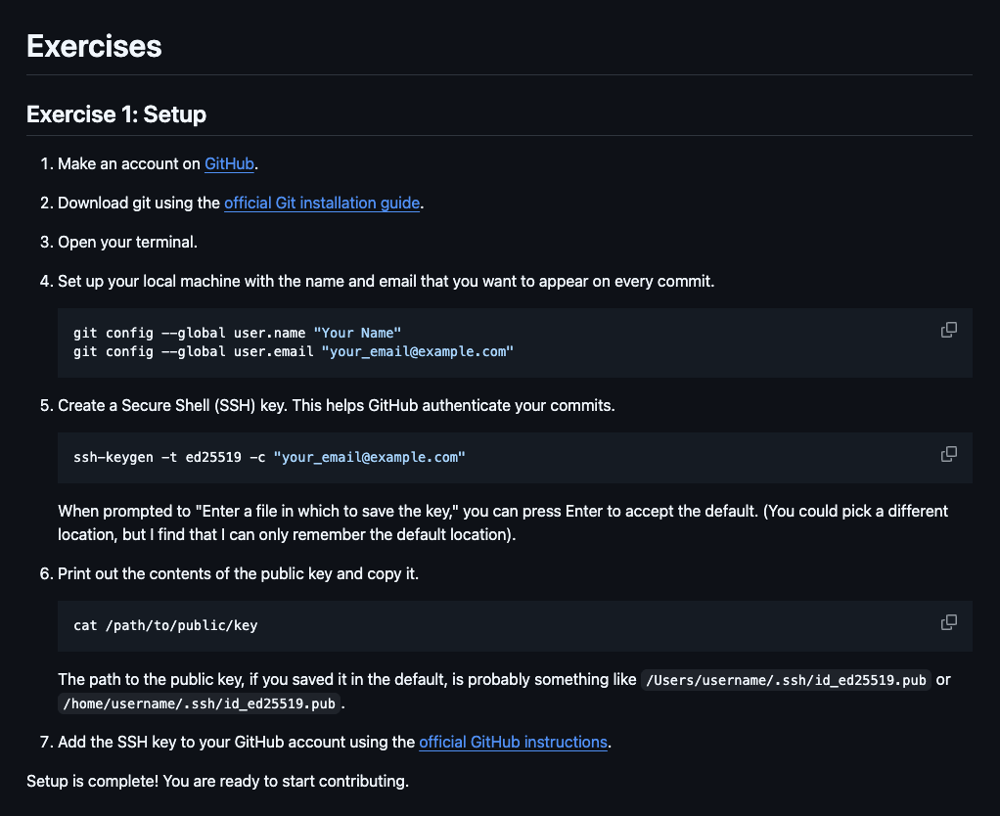 Exercises
Exercise 1: Setup
1. Make an account on GitHub.
2. Download git using the official Git installation guide.
3. Open your terminal.
4. Set up your local machine with the name and email that you want to appear on every commit.
git config --global user.name "Your Name"
git config --global user.email "your_email@example.com"
5. Create a Secure Shell (SSH) key. This helps GitHub authenticate your commits.
ssh-keygen -t ed25519 -c "your_email@example.com"
When prompted to "Enter a file in which to save the key," you can press Enter to accept the default. (You could pick a different
location, but I find that I can only remember the default location).
6. Print out the contents of the public key and copy it.
cat /path/to/public/key
The path to the public key, if you saved it in the default, is probably something like /Users/username/.ssh/id_ed25519.pub or
/home/username/.ssh/id_ed25519.pub.
7. Add the SSH key to your GitHub account using the official GitHub instructions.
Setup is complete! You are ready to start contributing.